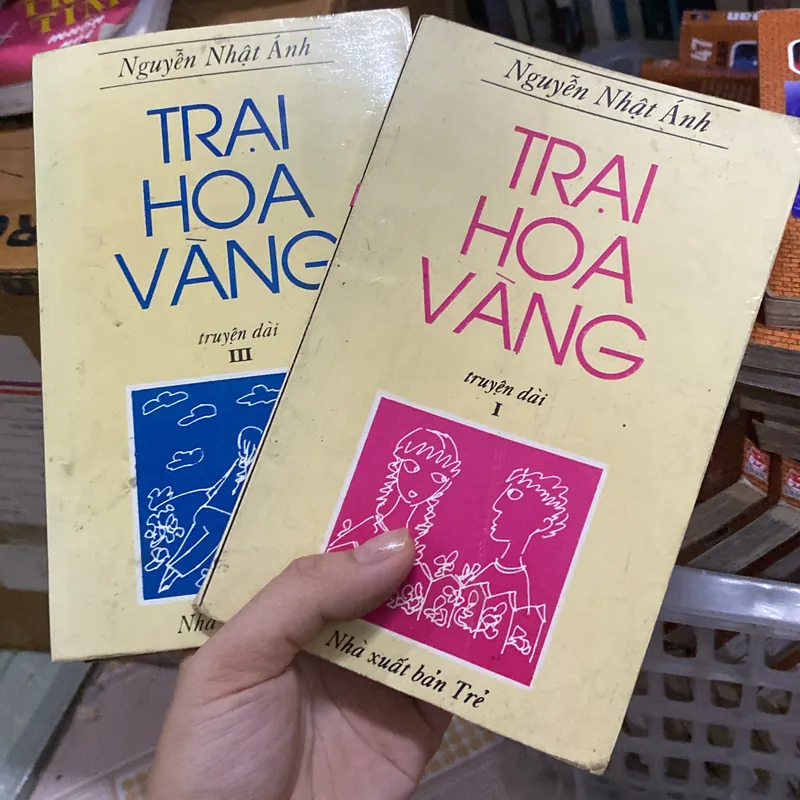 Nguyễn Nhật Ánh
TRẠI
HOA
VÀNG
truyện dài
III
Nhà
Nguyễn Nhật Ánh
TRẠI
HOA
VÀNG
truyện dài
I
Nhà xuất bản Trẻ